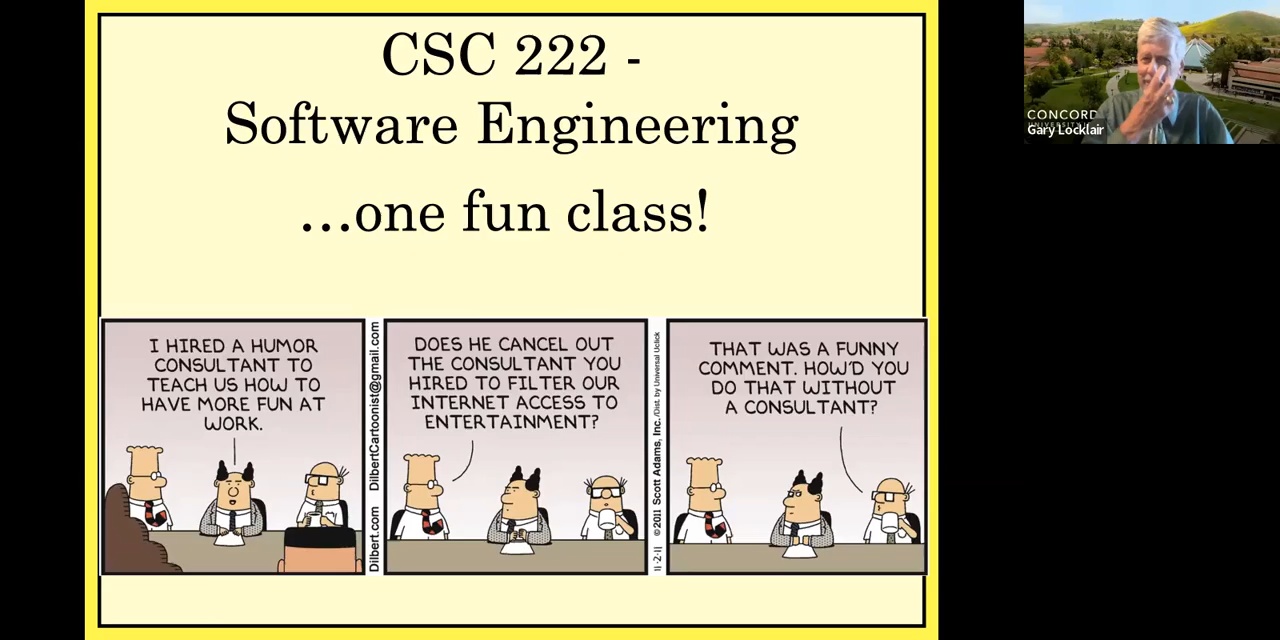 CSC 222 -
Software Engineering
...one fun class!
I HIRED A HUMOR
CONSULTANT TO
TEACH US HOW TO
HAVE MORE FUN AT
WORK.
DilbertCartoonist@gmail.com
Dilbert.com
DOES HE CANCEL OUT
THE CONSULTANT YOU
HIRED TO FILTER OUR
INTERNET ACCESS TO
ENTERTAINMENT?
11-2-11 ©2011 Scott Adams, Inc./Dist. by Universal Uclick
THAT WAS A FUNNY
COMMENT. HOW'D YOU
DO THAT WITHOUT
A CONSULTANT?
CONCORD
Gary Locklair